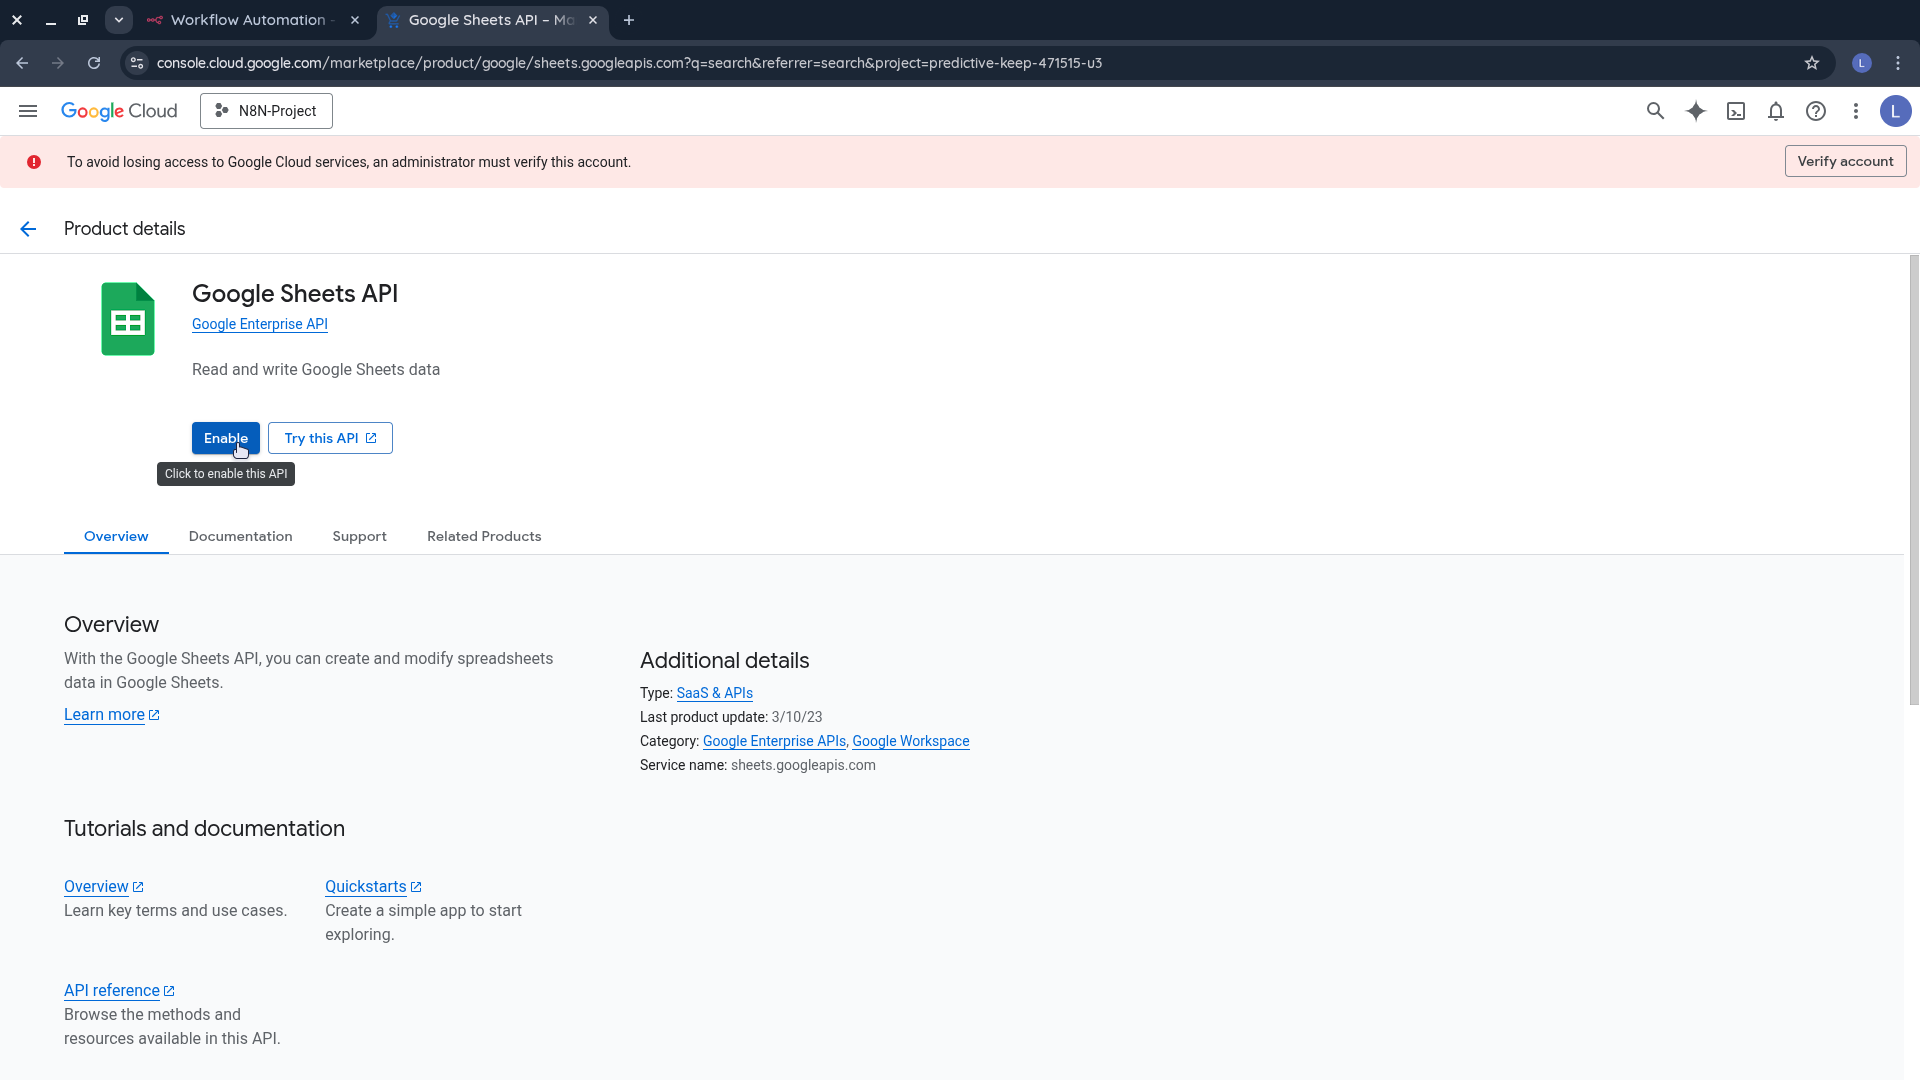 Workflow Automation -
Google Sheets API – Ma
console.cloud.google.com/marketplace/product/google/sheets.googleapis.com?q=search&referrer=search&project=predictive-keep-471515-u3
L
Google Cloud
N8N-Project
L
To avoid losing access to Google Cloud services, an administrator must verify this account.
Verify account
Product details
Google Sheets API
Google Enterprise API
Read and write Google Sheets data
Enable
Try this API
Click to enable this API
Overview
Documentation
Support
Related Products
Overview
With the Google Sheets API, you can create and modify spreadsheets
data in Google Sheets.
Learn more
Additional details
Type: SaaS & APIs
Last product update: 3/10/23
Category: Google Enterprise APIs, Google Workspace
Service name: sheets.googleapis.com
Tutorials and documentation
Overview
Learn key terms and use cases.
Quickstarts
Create a simple app to start
exploring.
API reference
Browse the methods and
resources available in this API.